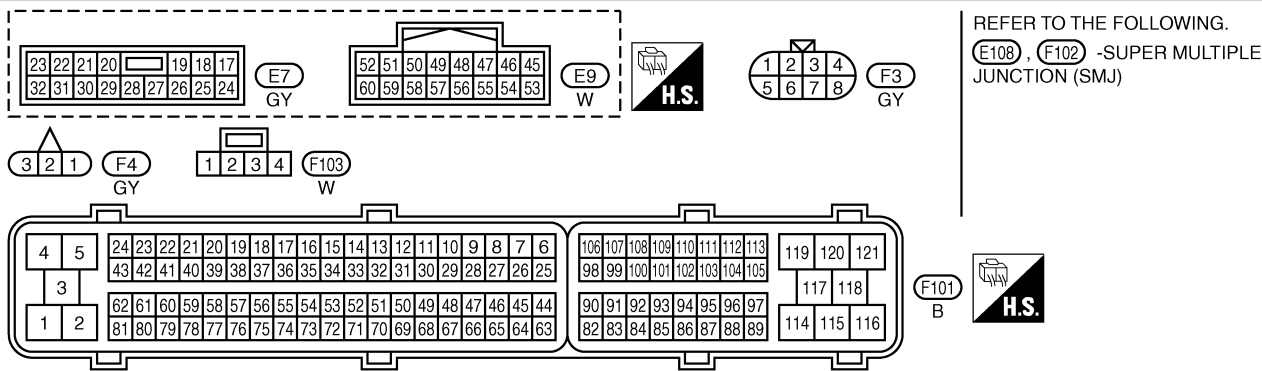 23 22 21 20 19 18 17
32 31 30 29 28 27 26 25 24
E7
GY
52 51 50 49 48 47 46 45
60 59 58 57 56 55 54 53
E9
W
H.S.
1 2 3 4
5 6 7 8
F3
GY
REFER TO THE FOLLOWING.
E108 , F102 -SUPER MULTIPLE
JUNCTION (SMJ)
3 2 1
F4
GY
1 2 3 4
F103
W
4 5
3
1 2
24 23 22 21 20 19 18 17 16 15 14 13 12 11 10 9 8 7 6
43 42 41 40 39 38 37 36 35 34 33 32 31 30 29 28 27 26 25
62 61 60 59 58 57 56 55 54 53 52 51 50 49 48 47 46 45 44
81 80 79 78 77 76 75 74 73 72 71 70 69 68 67 66 65 64 63
106 107 108 109 110 111 112 113
98 99 100 101 102 103 104 105
90 91 92 93 94 95 96 97
82 83 84 85 86 87 88 89
119 120 121
117 118
114 115 116
F101
B
H.S.